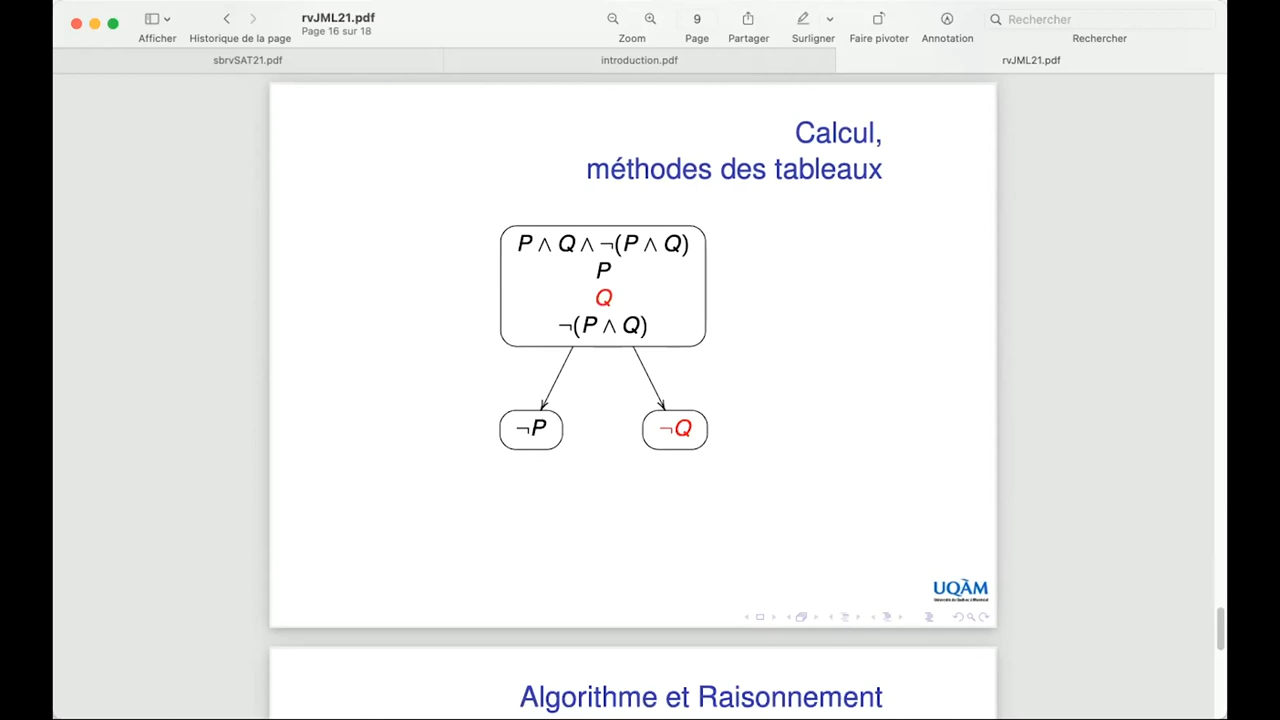 rvJML21.pdf
Page 16 sur 18
9
Rechercher
Afficher
Historique de la page
Zoom
Page
Partager
Surligner
Faire pivoter
Annotation
Rechercher
sbrvSAT21.pdf
introduction.pdf
rvJML21.pdf
Calcul,
méthodes des tableaux
P ∧ Q ∧ ¬(P ∧ Q)
P
Q
¬(P ∧ Q)
¬P
¬Q
UQÀM
Algorithme et Raisonnement